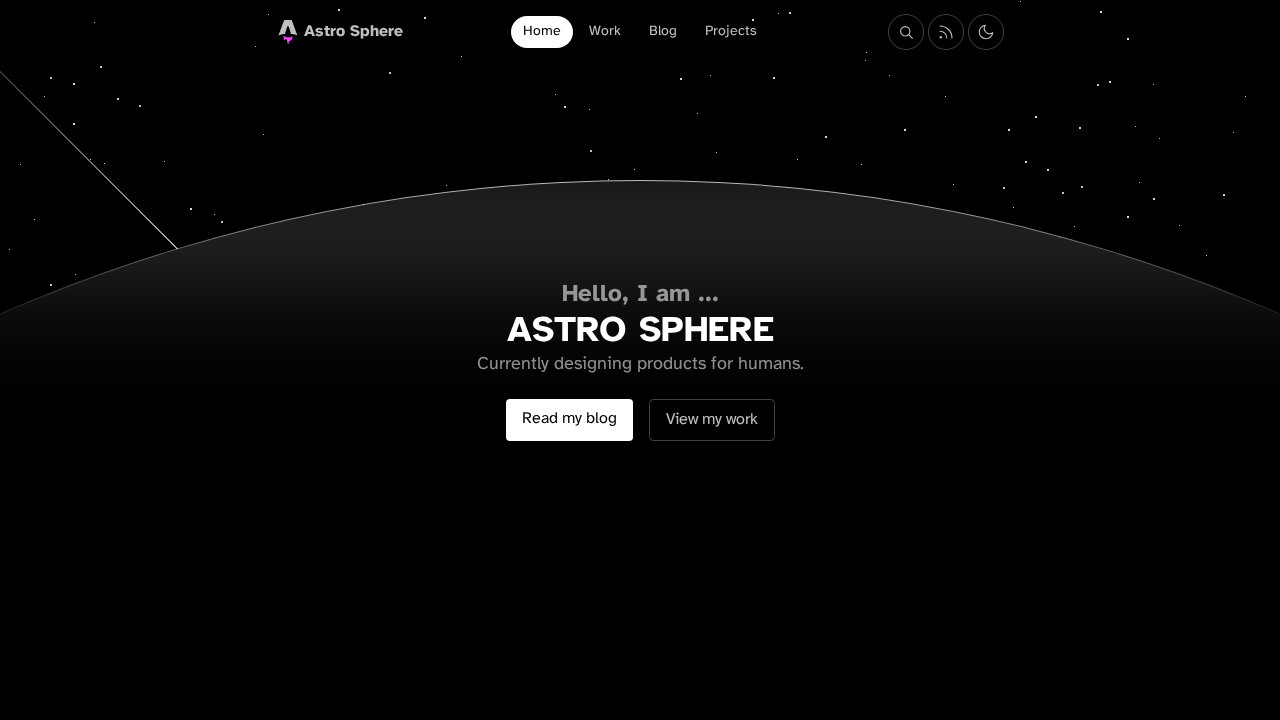 Astro Sphere
Home
Work
Blog
Projects
Hello, I am ...
ASTRO SPHERE
Currently designing products for humans.
Read my blog
View my work